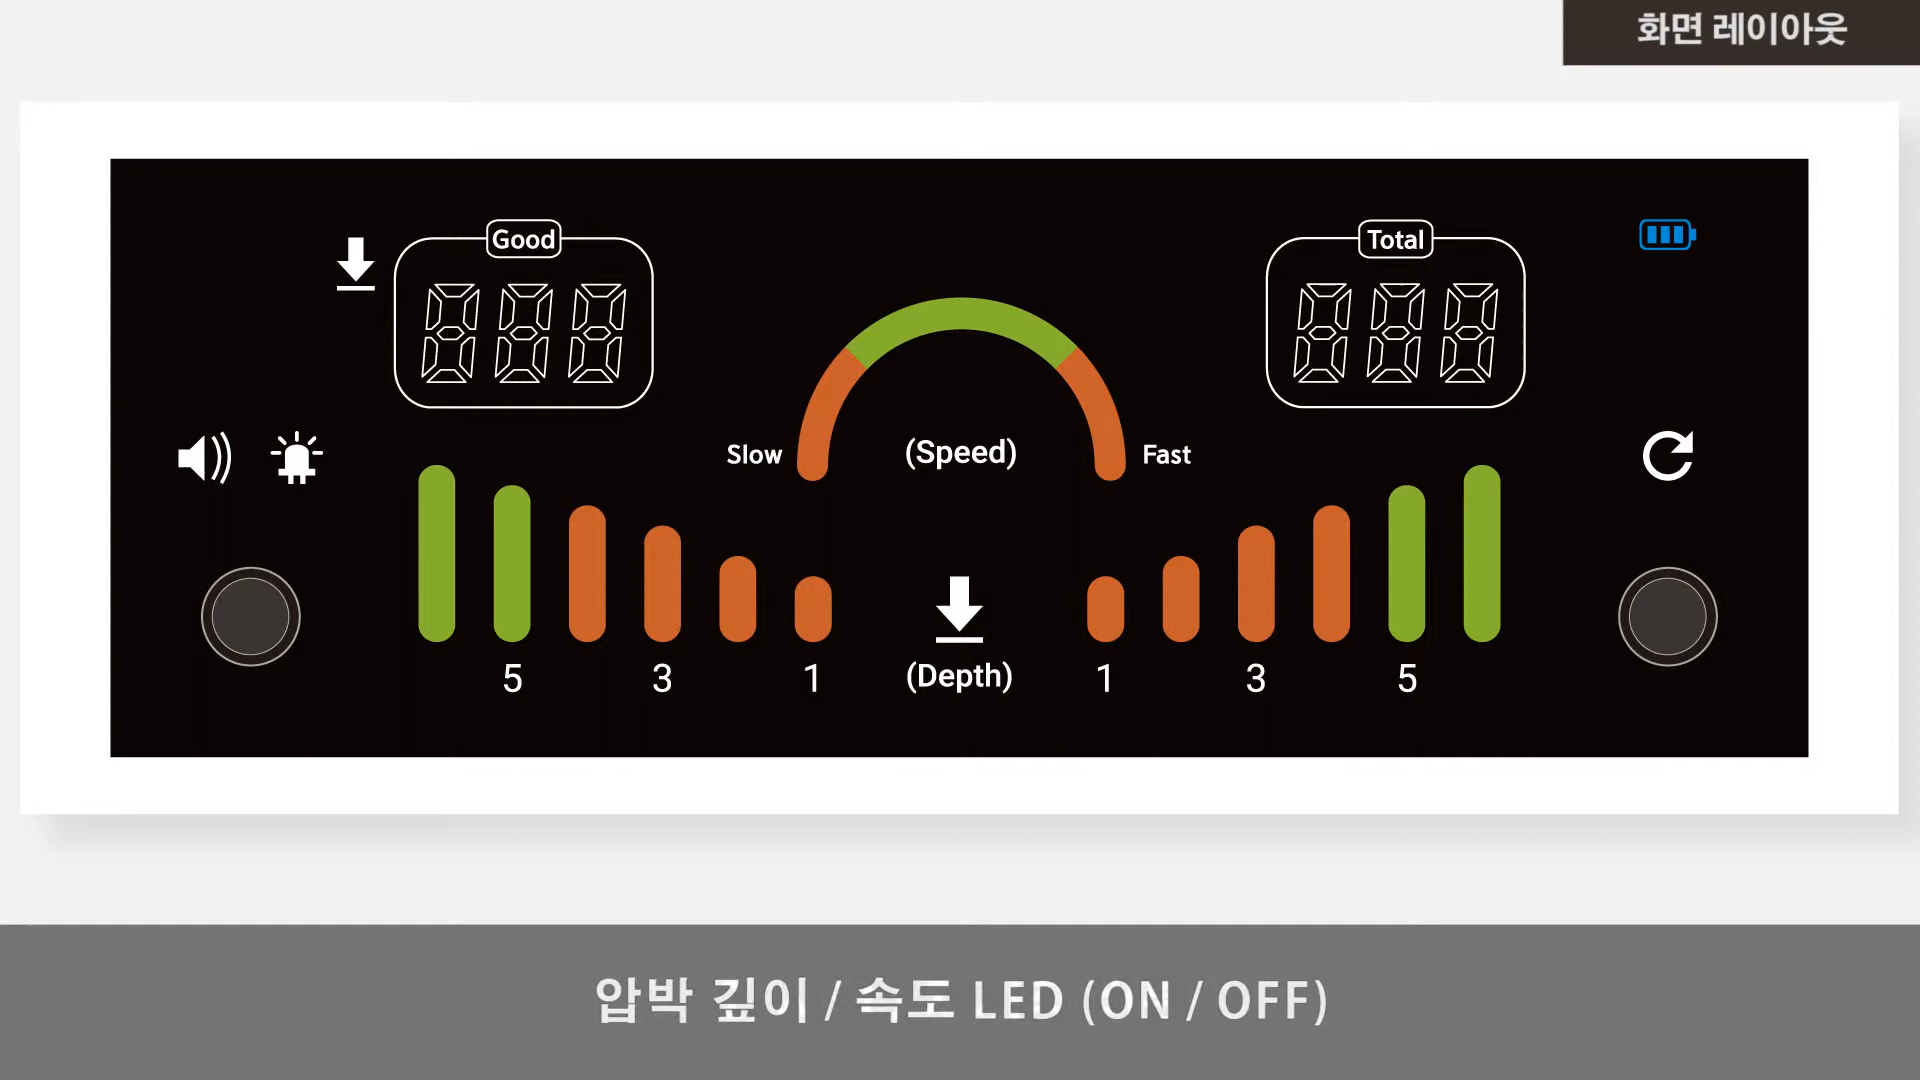 화면 레이아웃
Good
Total
Slow
(Speed)
Fast
5 3 1 (Depth) 1 3 5
압박 깊이 / 속도 LED (ON / OFF)